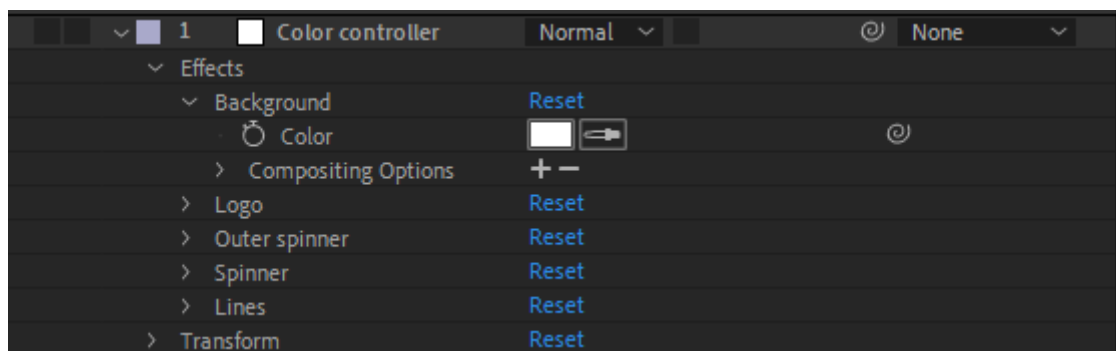 1 Color controller Normal None
Effects
Background Reset
Color
Compositing Options + −
Logo Reset
Outer spinner Reset
Spinner Reset
Lines Reset
Transform Reset